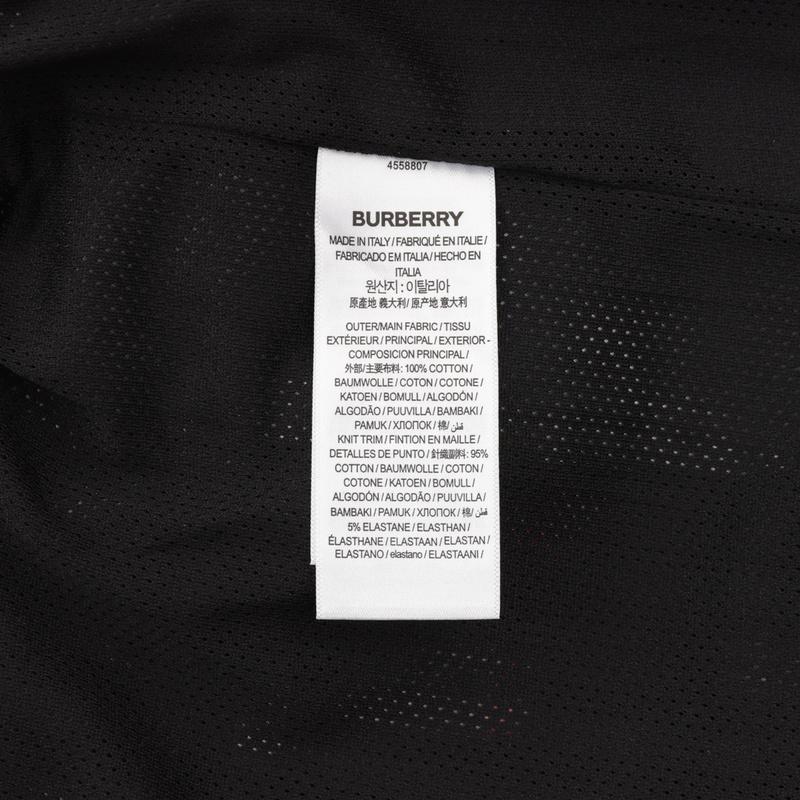 4558807
BURBERRY
MADE IN ITALY / FABRIQUÉ EN ITALIE /
FABRICADO EM ITALIA / HECHO EN
ITALIA
원산지 : 이탈리아
原產地 義大利/ 原产地 意大利
OUTER/MAIN FABRIC / TISSU
EXTÉRIEUR / PRINCIPAL / EXTERIOR -
COMPOSICION PRINCIPAL /
外部/主要布料: 100% COTTON /
BAUMWOLLE / COTON / COTONE /
KATOEN / BOMULL / ALGODÓN /
ALGODÃO / PUUVILLA / BAMBAKI /
PAMUK / ХЛОПОК / 棉/ قطن
KNIT TRIM / FINTION EN MAILLE /
DETALLES DE PUNTO / 針織副料: 95%
COTTON / BAUMWOLLE / COTON /
COTONE / KATOEN / BOMULL /
ALGODÓN / ALGODÃO / PUUVILLA /
BAMBAKI / PAMUK / ХЛОПОК / 棉/ قطن
5% ELASTANE / ELASTHAN /
ÉLASTHANE / ELASTAAN / ELASTAN /
ELASTANO / elastano / ELASTAANI /